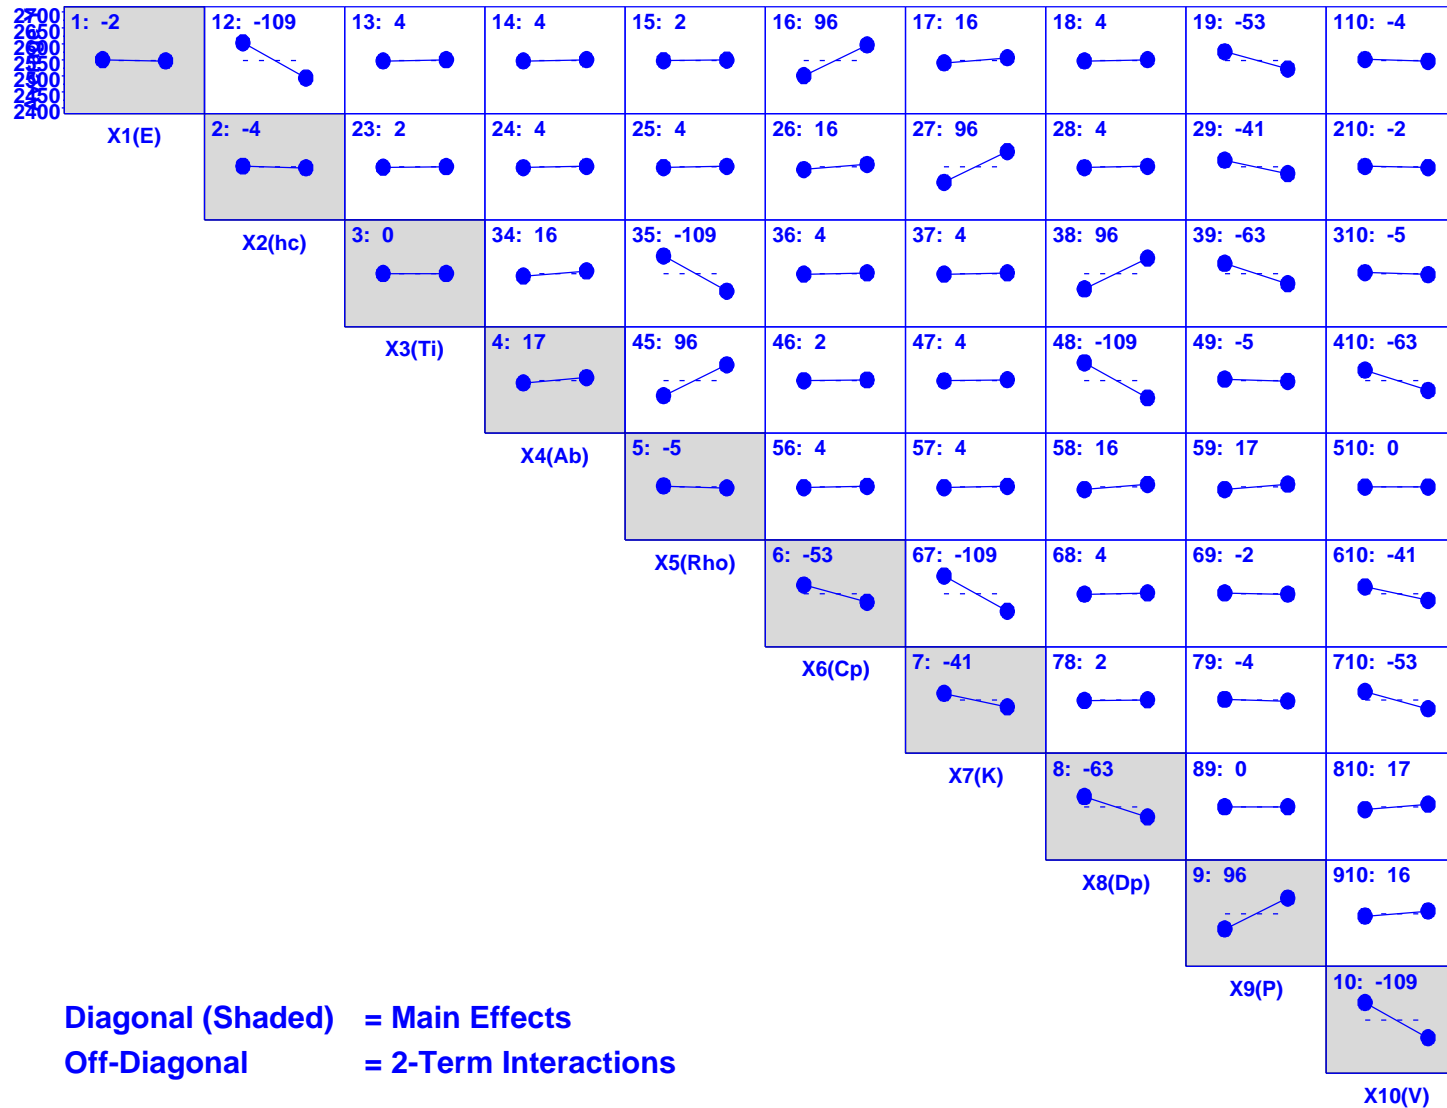 2700
2650
2600
2550
2500
2450
2400
1: -2 12: -109 13: 4 14: 4 15: 2 16: 96 17: 16 18: 4 19: -53 110: -4
X1(E) 2: -4 23: 2 24: 4 25: 4 26: 16 27: 96 28: 4 29: -41 210: -2
X2(hc) 3: 0 34: 16 35: -109 36: 4 37: 4 38: 96 39: -63 310: -5
X3(Ti) 4: 17 45: 96 46: 2 47: 4 48: -109 49: -5 410: -63
X4(Ab) 5: -5 56: 4 57: 4 58: 16 59: 17 510: 0
X5(Rho) 6: -53 67: -109 68: 4 69: -2 610: -41
X6(Cp) 7: -41 78: 2 79: -4 710: -53
X7(K) 8: -63 89: 0 810: 17
X8(Dp) 9: 96 910: 16
X9(P) 10: -109
X10(V)
Diagonal (Shaded) = Main Effects
Off-Diagonal = 2-Term Interactions